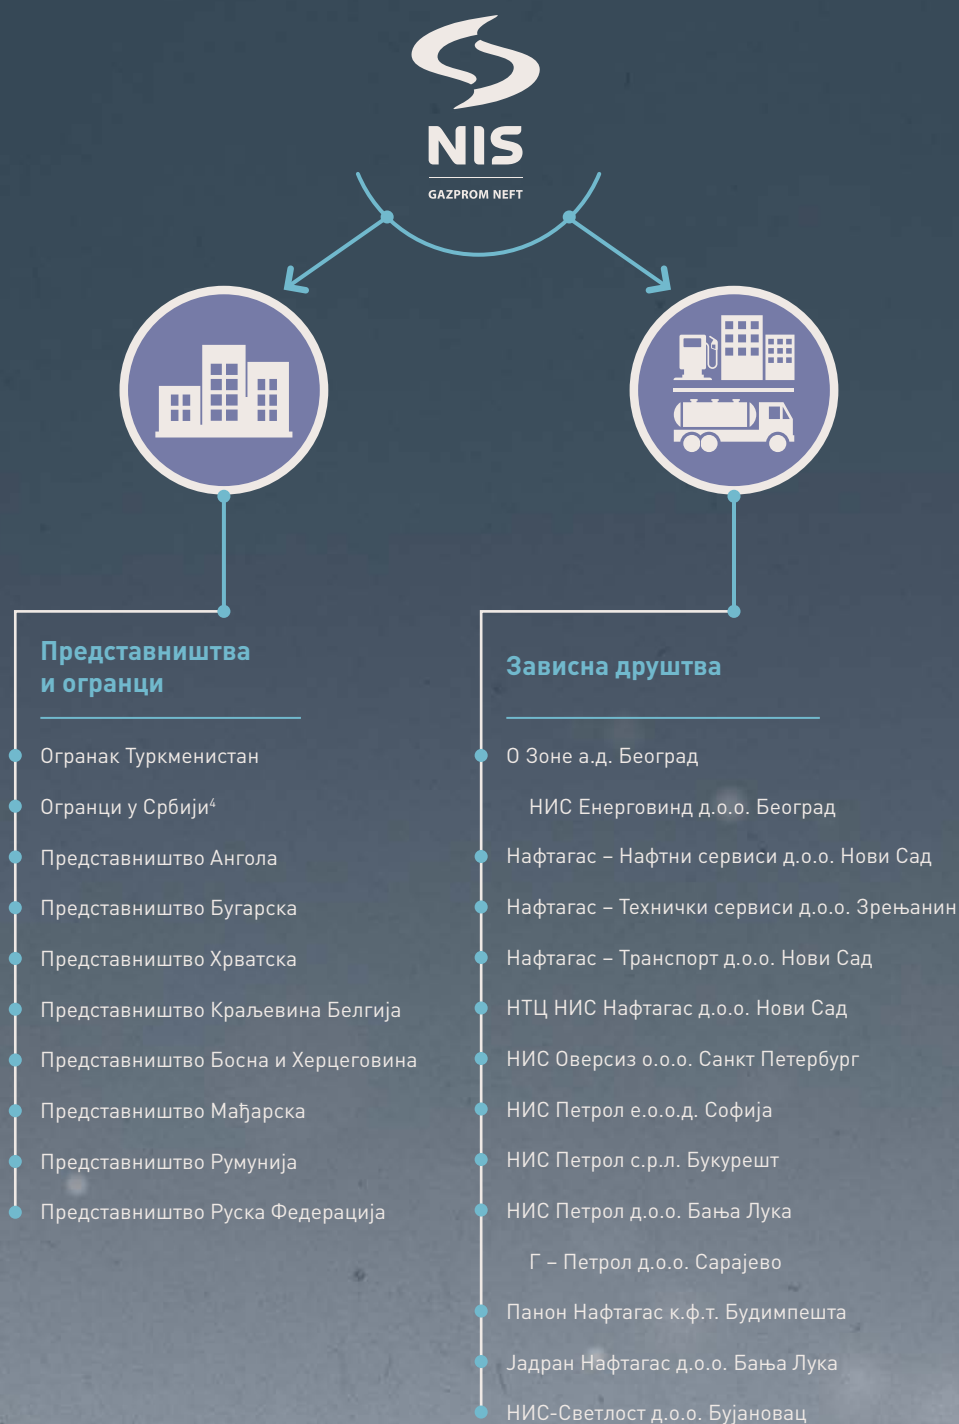 NIS
GAZPROM NEFT
Представништва
и огранци
Огранак Туркменистан
Огранци у Србији⁴
Представништво Ангола
Представништво Бугарска
Представништво Хрватска
Представништво Краљевина Белгија
Представништво Босна и Херцеговина
Представништво Мађарска
Представништво Румунија
Представништво Руска Федерација
Зависна друштва
О Зоне а.д. Београд
НИС Енерговинд д.о.о. Београд
Нафтагас – Нафтни сервиси д.о.о. Нови Сад
Нафтагас – Технички сервиси д.о.о. Зрењанин
Нафтагас – Транспорт д.о.о. Нови Сад
НТЦ НИС Нафтагас д.о.о. Нови Сад
НИС Оверсиз о.о.о. Санкт Петербург
НИС Петрол е.о.о.д. Софија
НИС Петрол с.р.л. Букурешт
НИС Петрол д.о.о. Бања Лука
Г – Петрол д.о.о. Сарајево
Панон Нафтагас к.ф.т. Будимпешта
Јадран Нафтагас д.о.о. Бања Лука
НИС-Светлост д.о.о. Бујановац